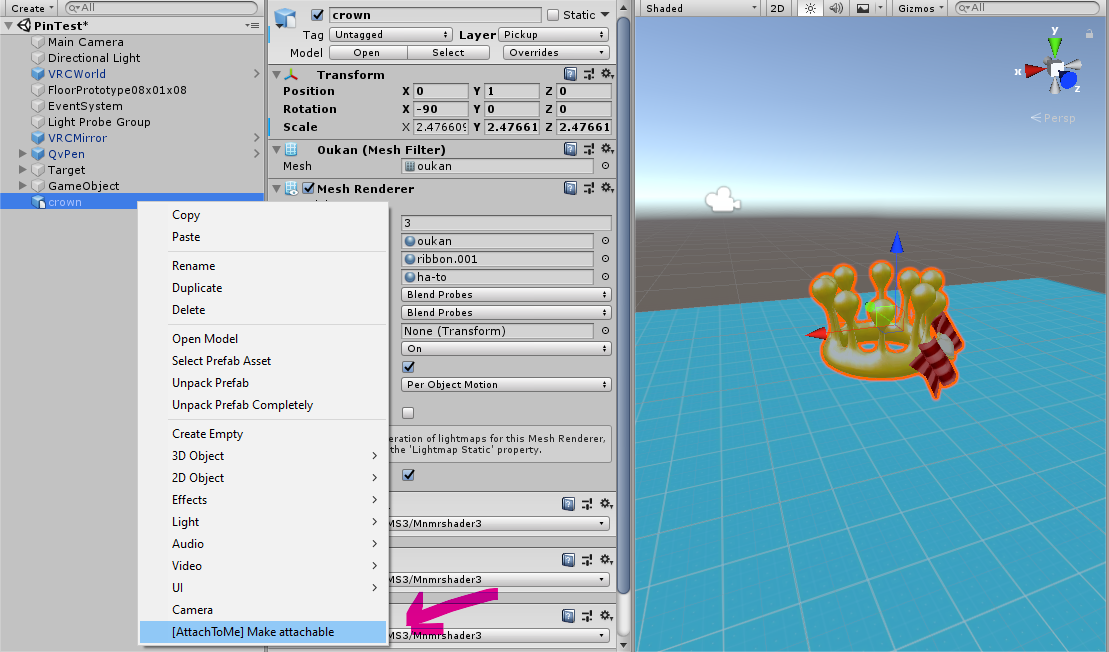 Create
All
PinTest*
Main Camera
Directional Light
VRCWorld
FloorPrototype08x01x08
EventSystem
Light Probe Group
VRCMirror
QvPen
Target
GameObject
crown
Copy
Paste
Rename
Duplicate
Delete
Open Model
Select Prefab Asset
Unpack Prefab
Unpack Prefab Completely
Create Empty
3D Object
2D Object
Effects
Light
Audio
Video
UI
Camera
[AttachToMe] Make attachable
crown Static
Tag Untagged Layer Pickup
Model Open Select Overrides
Transform
Position X 0 Y 1 Z 0
Rotation X -90 Y 0 Z 0
Scale X 2.476609 Y 2.47661 Z 2.47661
Oukan (Mesh Filter)
Mesh oukan
Mesh Renderer
3
oukan
ribbon.001
ha-to
Blend Probes
Blend Probes
None (Transform)
On
Per Object Motion
eration of lightmaps for this Mesh Renderer,
the 'Lightmap Static' property.
MS3/Mnmrshader3
MS3/Mnmrshader3
MS3/Mnmrshader3
Shaded 2D Gizmos All
y
x
z
Persp